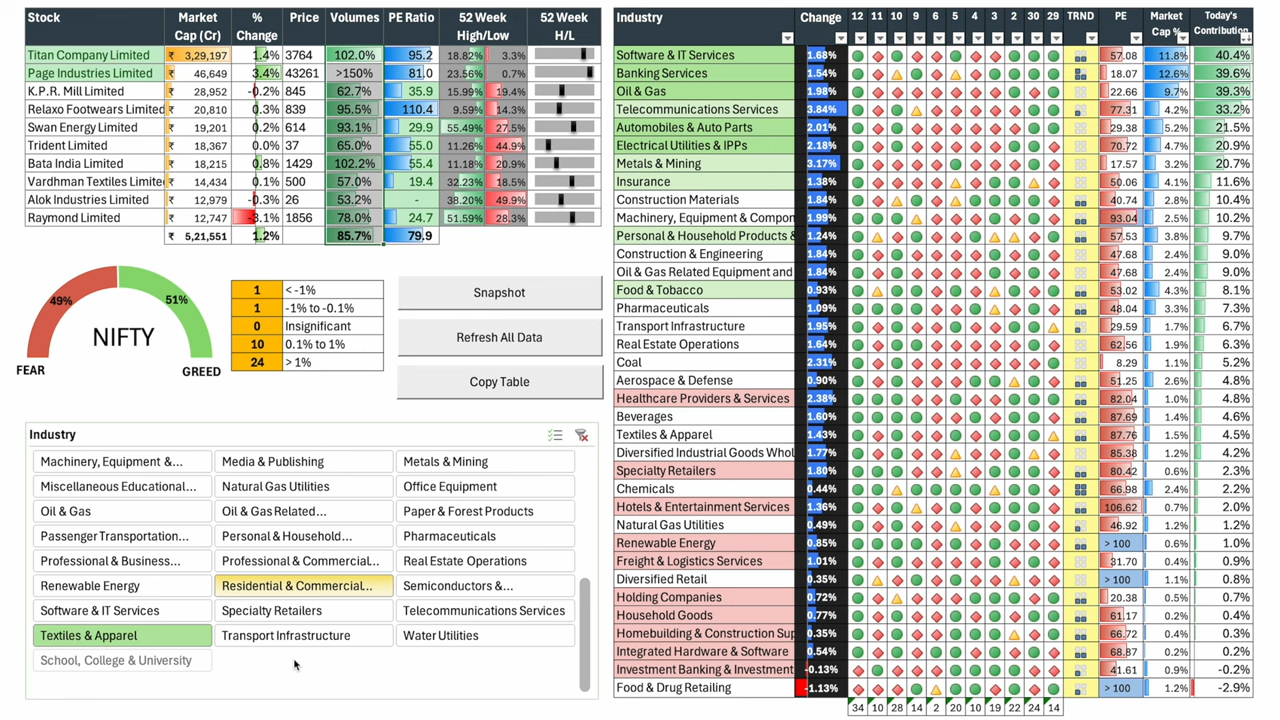 Stock Market Cap (Cr) % Change Price Volumes PE Ratio 52 Week High/Low 52 Week H/L
Titan Company Limited ₹ 3,29,197 1.4% 3764 102.0% 95.2 18.82% 3.3%
Page Industries Limited ₹ 46,649 3.4% 43261 >150% 81.0 23.56% 0.7%
K.P.R. Mill Limited ₹ 28,952 -0.2% 845 62.7% 35.9 15.99% 19.4%
Relaxo Footwears Limited ₹ 20,810 0.3% 839 95.5% 110.4 9.59% 14.3%
Swan Energy Limited ₹ 19,201 0.2% 614 93.1% 29.9 55.49% 27.5%
Trident Limited ₹ 18,367 0.0% 37 65.0% 55.0 11.26% 44.9%
Bata India Limited ₹ 18,215 0.8% 1429 102.2% 55.4 11.18% 20.9%
Vardhman Textiles Limite ₹ 14,434 0.1% 500 57.0% 19.4 32.23% 18.5%
Alok Industries Limited ₹ 12,979 -0.3% 26 53.2% - 38.20% 49.9%
Raymond Limited ₹ 12,747 -3.1% 1856 78.0% 24.7 51.59% 28.3%
₹ 5,21,551 1.2% 85.7% 79.9
49% 51%
NIFTY
FEAR GREED
1 < -1%
1 -1% to -0.1%
0 Insignificant
10 0.1% to 1%
24 > 1%
Snapshot
Refresh All Data
Copy Table
Industry
Machinery, Equipment &... Media & Publishing Metals & Mining
Miscellaneous Educational... Natural Gas Utilities Office Equipment
Oil & Gas Oil & Gas Related... Paper & Forest Products
Passenger Transportation... Personal & Household... Pharmaceuticals
Professional & Business... Professional & Commercial... Real Estate Operations
Renewable Energy Residential & Commercial... Semiconductors &...
Software & IT Services Specialty Retailers Telecommunications Services
Textiles & Apparel Transport Infrastructure Water Utilities
School, College & University
Industry Change 12 11 10 9 6 5 4 3 2 30 29 TRND PE Market Cap % Today's Contribution
Software & IT Services 1.68% 57.08 11.8% 40.4%
Banking Services 1.54% 18.07 12.6% 39.6%
Oil & Gas 1.98% 22.66 9.7% 39.3%
Telecommunications Services 3.84% 77.31 4.2% 33.2%
Automobiles & Auto Parts 2.01% 29.38 5.2% 21.5%
Electrical Utilities & IPPs 2.18% 70.72 4.7% 20.9%
Metals & Mining 3.17% 17.57 3.2% 20.7%
Insurance 1.38% 50.06 4.1% 11.6%
Construction Materials 1.84% 40.74 2.8% 10.4%
Machinery, Equipment & Compon 1.99% 93.04 2.5% 10.2%
Personal & Household Products & 1.24% 57.53 3.8% 9.7%
Construction & Engineering 1.84% 47.68 2.4% 9.0%
Oil & Gas Related Equipment and 1.84% 47.68 2.4% 9.0%
Food & Tobacco 0.93% 53.02 4.3% 8.1%
Pharmaceuticals 1.09% 48.04 3.3% 7.3%
Transport Infrastructure 1.95% 29.59 1.7% 6.7%
Real Estate Operations 1.64% 62.56 1.9% 6.3%
Coal 2.31% 8.29 1.1% 5.2%
Aerospace & Defense 0.90% 51.25 2.6% 4.8%
Healthcare Providers & Services 2.38% 82.04 1.0% 4.8%
Beverages 1.60% 87.69 1.4% 4.6%
Textiles & Apparel 1.43% 87.76 1.5% 4.5%
Diversified Industrial Goods Whol 1.77% 85.38 1.2% 4.2%
Specialty Retailers 1.80% 80.42 0.6% 2.3%
Chemicals 0.44% 66.98 2.4% 2.2%
Hotels & Entertainment Services 1.36% 106.62 0.7% 2.0%
Natural Gas Utilities 0.49% 46.92 1.2% 1.2%
Renewable Energy 0.85% > 100 0.6% 1.0%
Freight & Logistics Services 1.01% 31.70 0.4% 0.9%
Diversified Retail 0.35% > 100 1.1% 0.8%
Holding Companies 0.72% 20.38 0.5% 0.7%
Household Goods 0.77% 61.17 0.2% 0.4%
Homebuilding & Construction Sup 0.35% 66.72 0.4% 0.3%
Integrated Hardware & Software 0.54% 68.87 0.2% 0.2%
Investment Banking & Investment -0.13% 41.61 0.9% -0.2%
Food & Drug Retailing -1.13% > 100 1.2% -2.9%
34 10 28 14 2 20 10 19 22 24 14